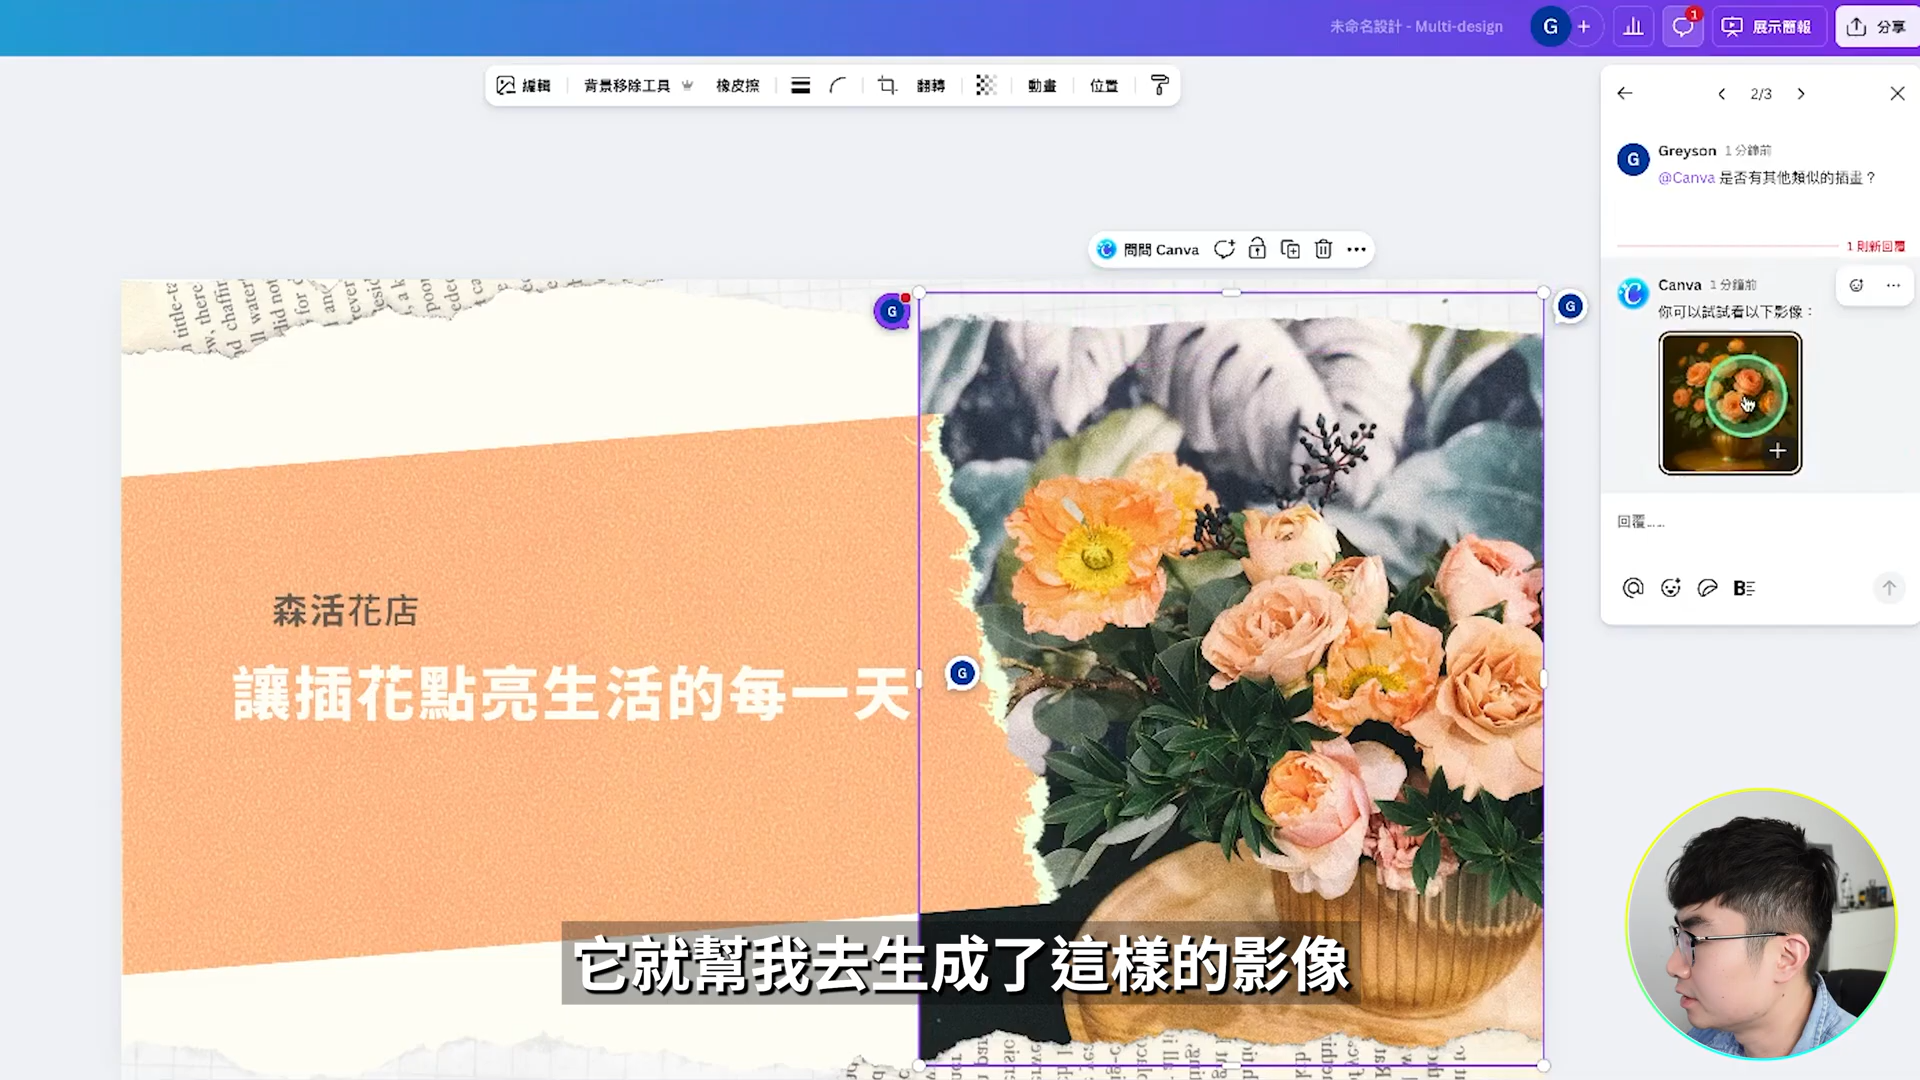 未命名設計 - Multi-design
G
1
展示簡報
分享
編輯
背景移除工具
橡皮擦
翻轉
動畫
位置
2/3
G
Greyson 1 分鐘前
@Canva 是否有其他類似的插畫？
1 則新回覆
Canva 1 分鐘前
你可以試試看以下影像：
回覆……
問問 Canva
G
G
G
森活花店
讓插花點亮生活的每一天
它就幫我去生成了這樣的影像